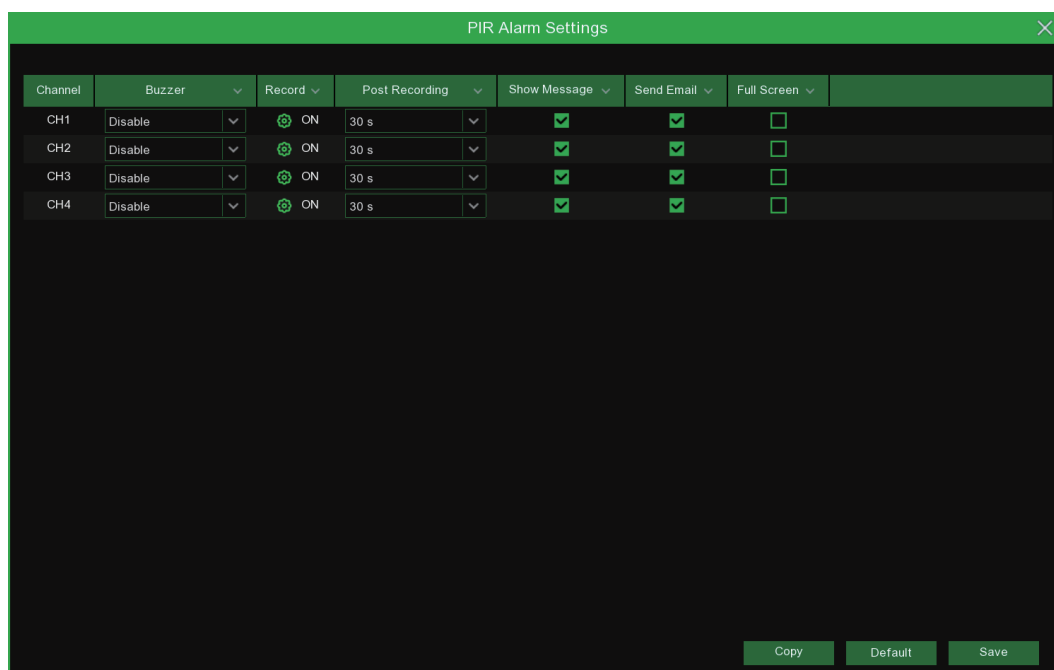 PIR Alarm Settings
Channel Buzzer Record Post Recording Show Message Send Email Full Screen
CH1 Disable ON 30 s
CH2 Disable ON 30 s
CH3 Disable ON 30 s
CH4 Disable ON 30 s
Copy Default Save